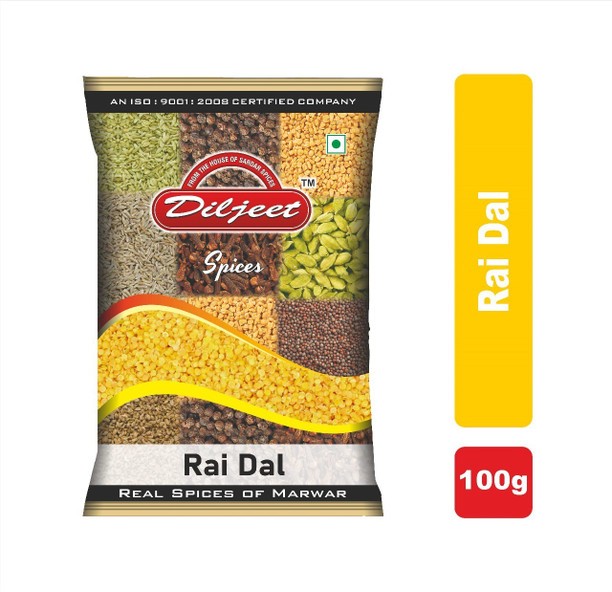 AN ISO : 9001 : 2008 CERTIFIED COMPANY
FROM THE HOUSE OF SARDAR SPICES
Diljeet TM
Spices
Rai Dal
REAL SPICES OF MARWAR
Rai Dal
100g